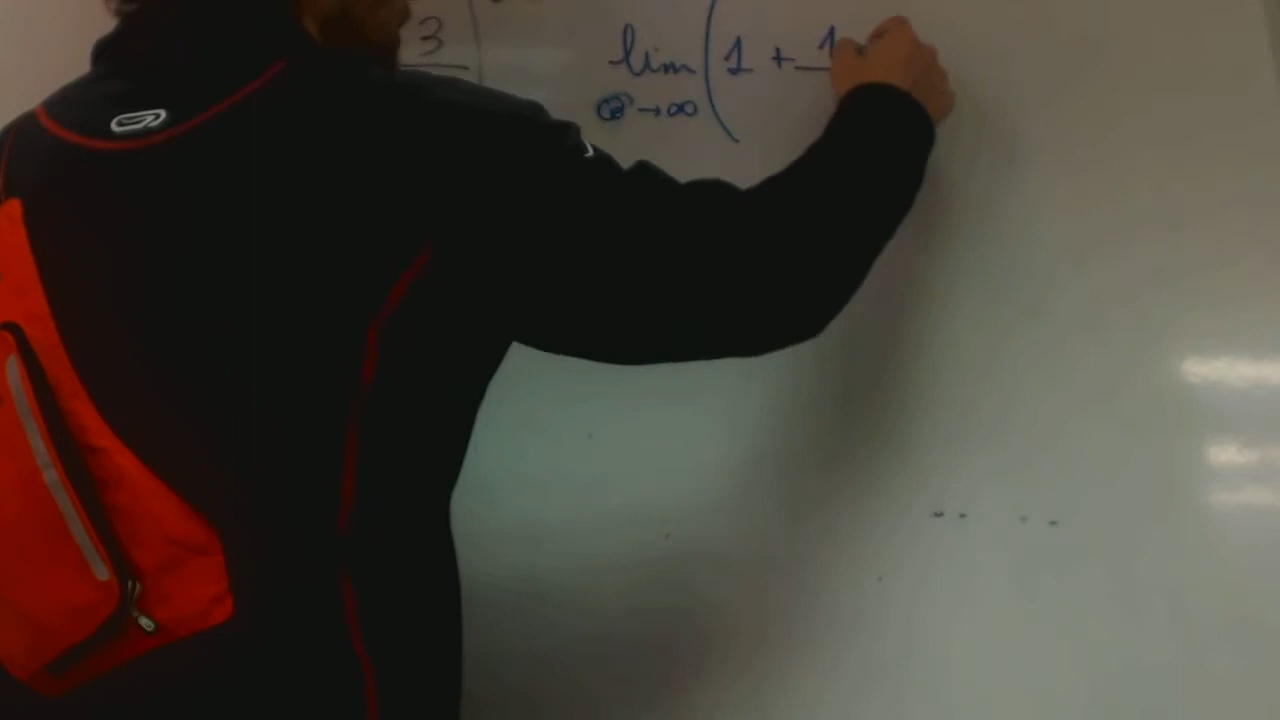 3
lim (1 + 1
→∞